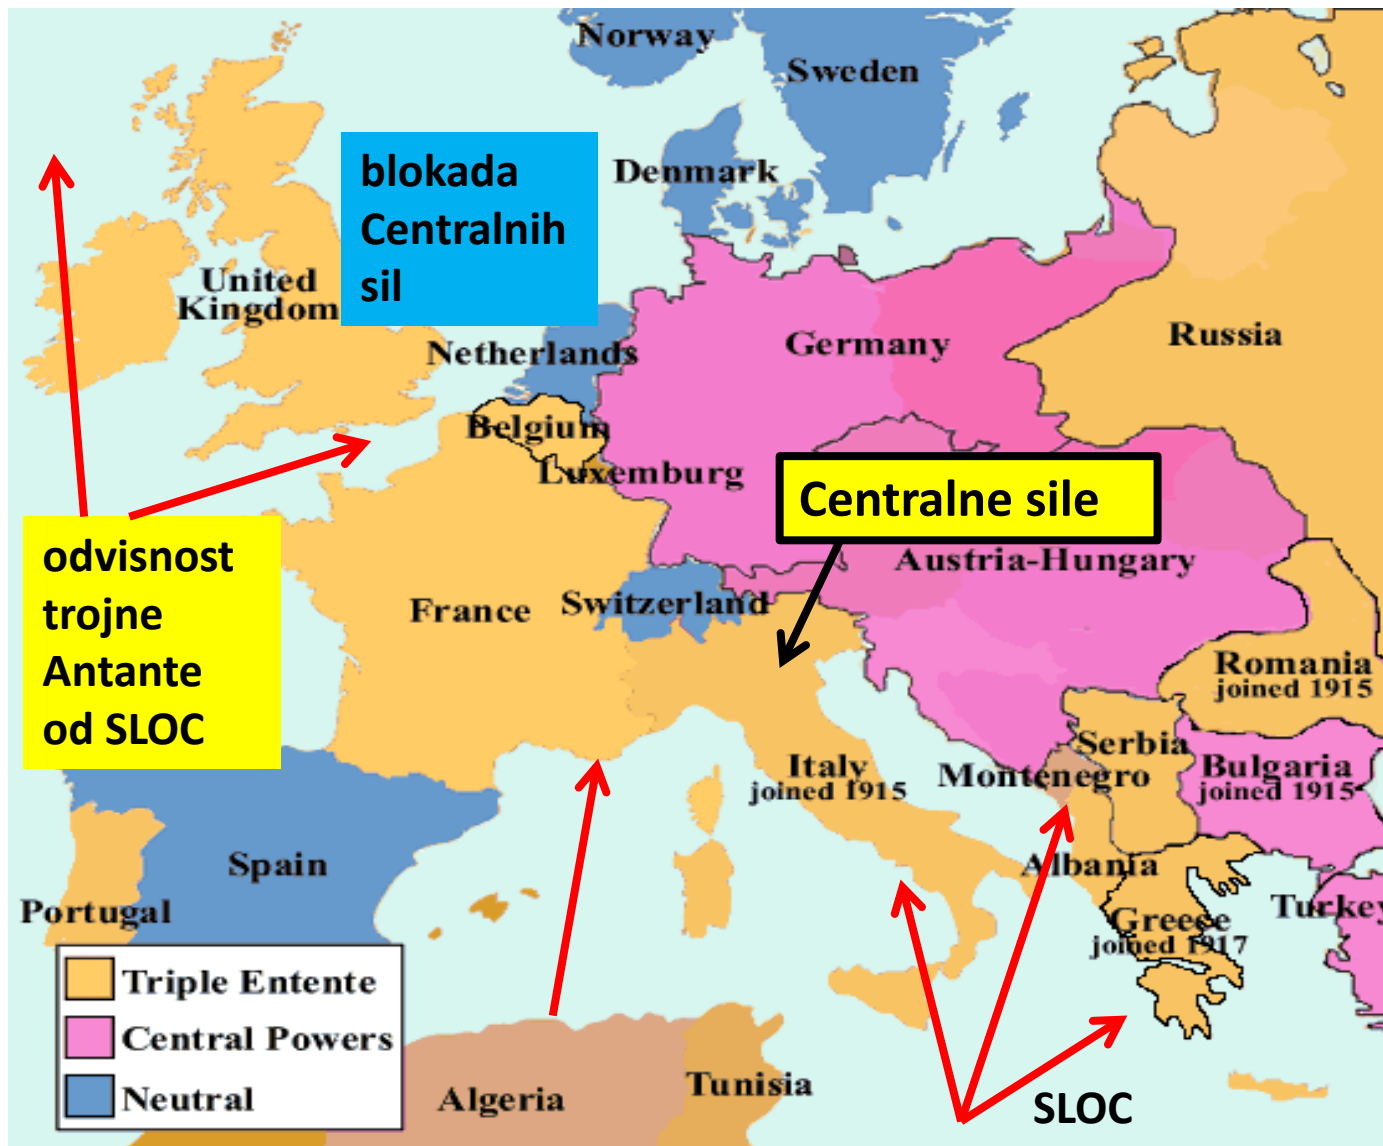 Norway
Sweden
blokada
Centralnih
sil
Denmark
United
Kingdom
Netherlands
Germany
Russia
Belgium
Luxemburg
Centralne sile
odvisnost
trojne
Antante
od SLOC
Austria-Hungary
France
Switzerland
Romania
joined 1915
Italy
joined 1915
Serbia
Montenegro
Bulgaria
joined 1915
Spain
Albania
Portugal
Greece
joined 1917
Turkey
Triple Entente
Central Powers
Neutral
Algeria
Tunisia
SLOC